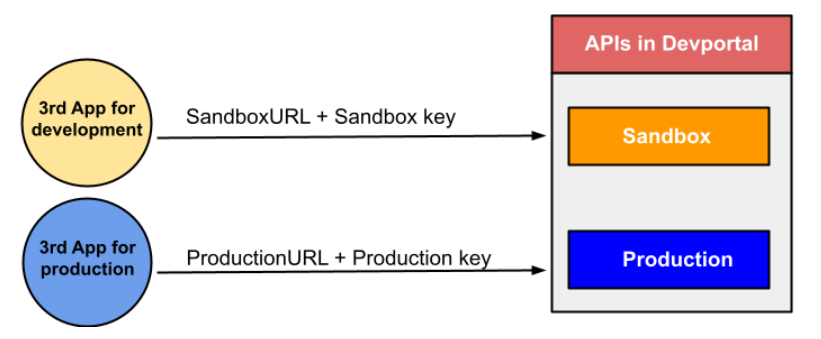 APIs in Devportal
3rd App for
development
SandboxURL + Sandbox key
Sandbox
3rd App for
production
ProductionURL + Production key
Production